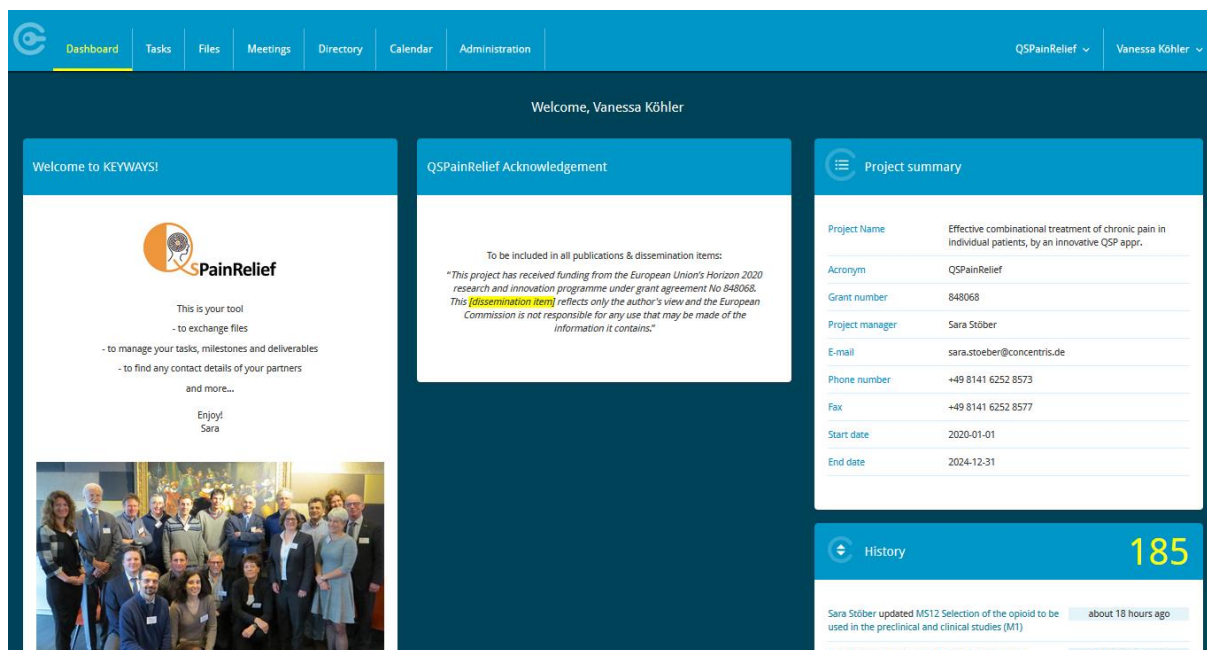 Dashboard
Tasks
Files
Meetings
Directory
Calendar
Administration
QSPainRelief
Vanessa Köhler
Welcome, Vanessa Köhler
Welcome to KEYWAYS!
SPainRelief
This is your tool
- to exchange files
- to manage your tasks, milestones and deliverables
- to find any contact details of your partners
and more...
Enjoy!
Sara
QSPainRelief Acknowledgement
To be included in all publications & dissemination items:
"This project has received funding from the European Union's Horizon 2020
research and innovation programme under grant agreement No 848068.
This [dissemination item] reflects only the author's view and the European
Commission is not responsible for any use that may be made of the
information it contains."
Project summary
Project Name
Effective combinational treatment of chronic pain in
individual patients, by an innovative QSP appr.
Acronym
QSPainRelief
Grant number
848068
Project manager
Sara Stöber
E-mail
sara.stoeber@concentris.de
Phone number
+49 8141 6252 8573
Fax
+49 8141 6252 8577
Start date
2020-01-01
End date
2024-12-31
History
185
Sara Stöber updated MS12 Selection of the opioid to be
used in the preclinical and clinical studies (M1)
about 18 hours ago